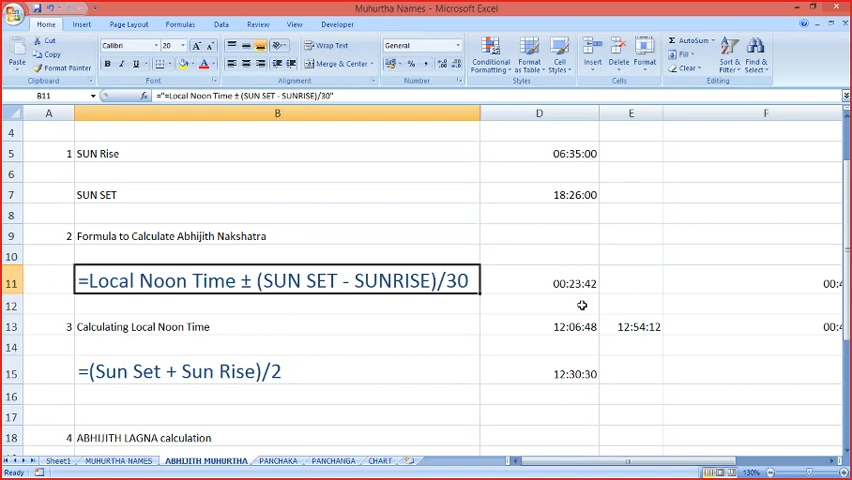 Muhurtha Names - Microsoft Excel
Home Insert Page Layout Formulas Data Review View Developer
Paste
Cut
Copy
Format Painter
Clipboard
Calibri 20
B I U
Font
Wrap Text
Merge & Center
Alignment
General
Number
Conditional Formatting
Format as Table
Cell Styles
Styles
Insert Delete Format
Cells
AutoSum
Fill
Clear
Sort & Filter
Find & Select
Editing
B11 fx ="=Local Noon Time ± (SUN SET - SUNRISE)/30"
A B D E F
4
5 1 SUN Rise 06:35:00
6
7 SUN SET 18:26:00
8
9 2 Formula to Calculate Abhijith Nakshatra
10
11 =Local Noon Time ± (SUN SET - SUNRISE)/30 00:23:42 00:4
12
13 3 Calculating Local Noon Time 12:06:48 12:54:12 00:4
14
15 =(Sun Set + Sun Rise)/2 12:30:30
16
17
18 4 ABHIJITH LAGNA calculation
Sheet1 MUHURTHA NAMES ABHIJITH MUHURTHA PANCHAKA PANCHANGA CHART
Ready 130%